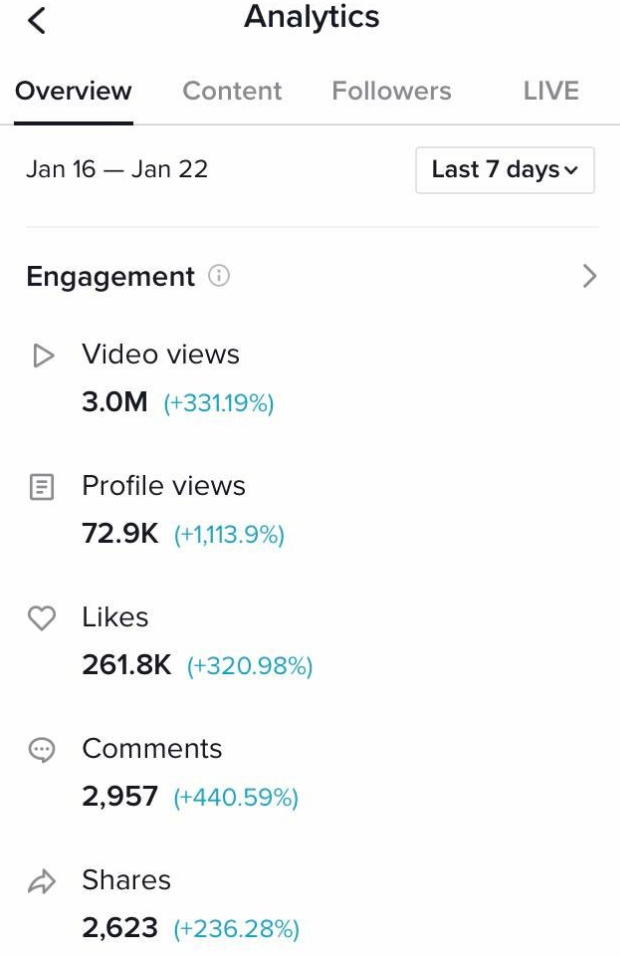 Analytics
Overview Content Followers LIVE
Jan 16 — Jan 22 Last 7 days
Engagement
Video views
3.0M (+331.19%)
Profile views
72.9K (+1,113.9%)
Likes
261.8K (+320.98%)
Comments
2,957 (+440.59%)
Shares
2,623 (+236.28%)